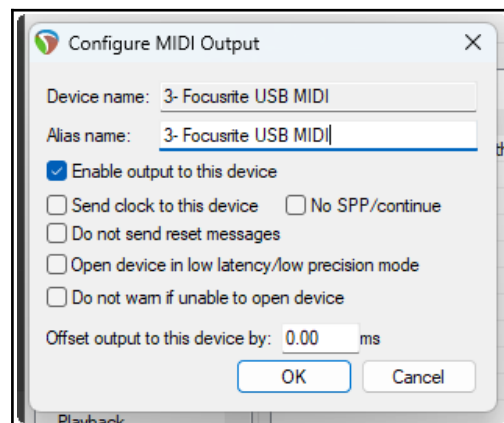 Configure MIDI Output
Device name: 3- Focusrite USB MIDI
Alias name: 3- Focusrite USB MIDI
Enable output to this device
Send clock to this device No SPP/continue
Do not send reset messages
Open device in low latency/low precision mode
Do not warn if unable to open device
Offset output to this device by: 0.00 ms
OK Cancel
Playback